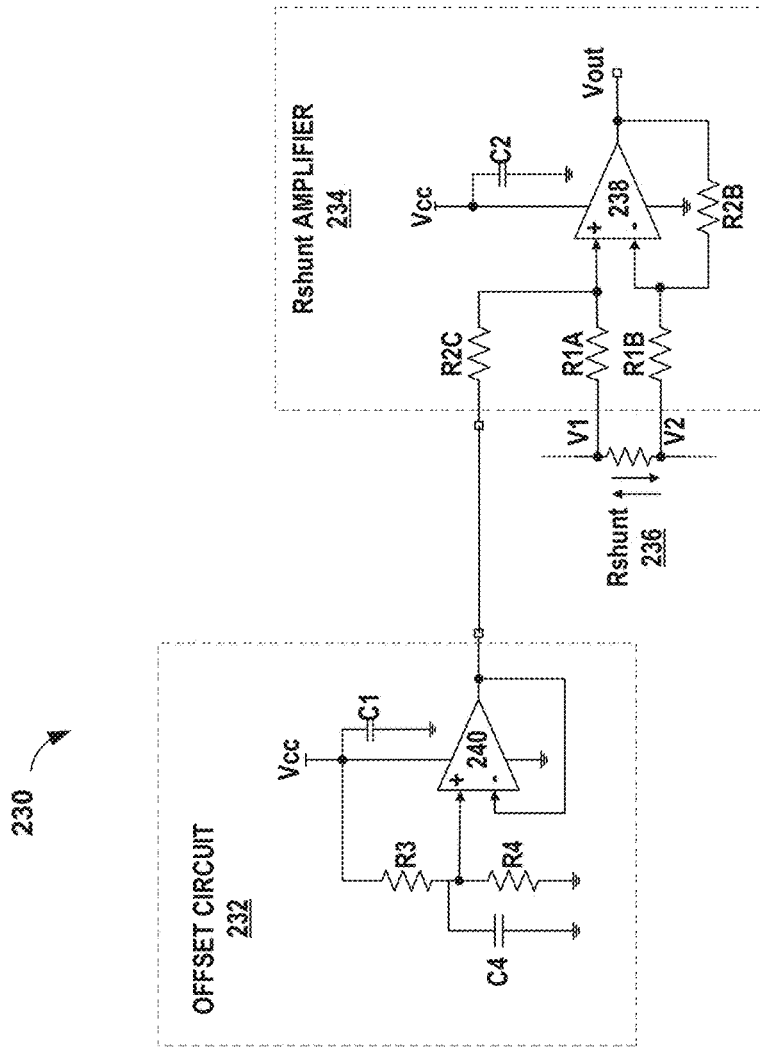 230
OFFSET CIRCUIT
232
Vcc
C1
R3
+
-
240
R4
C4
Rshunt AMPLIFIER
234
Vcc
C2
Vout
R2C
+
-
238
R1A
V1
R1B
V2
R2B
Rshunt
236